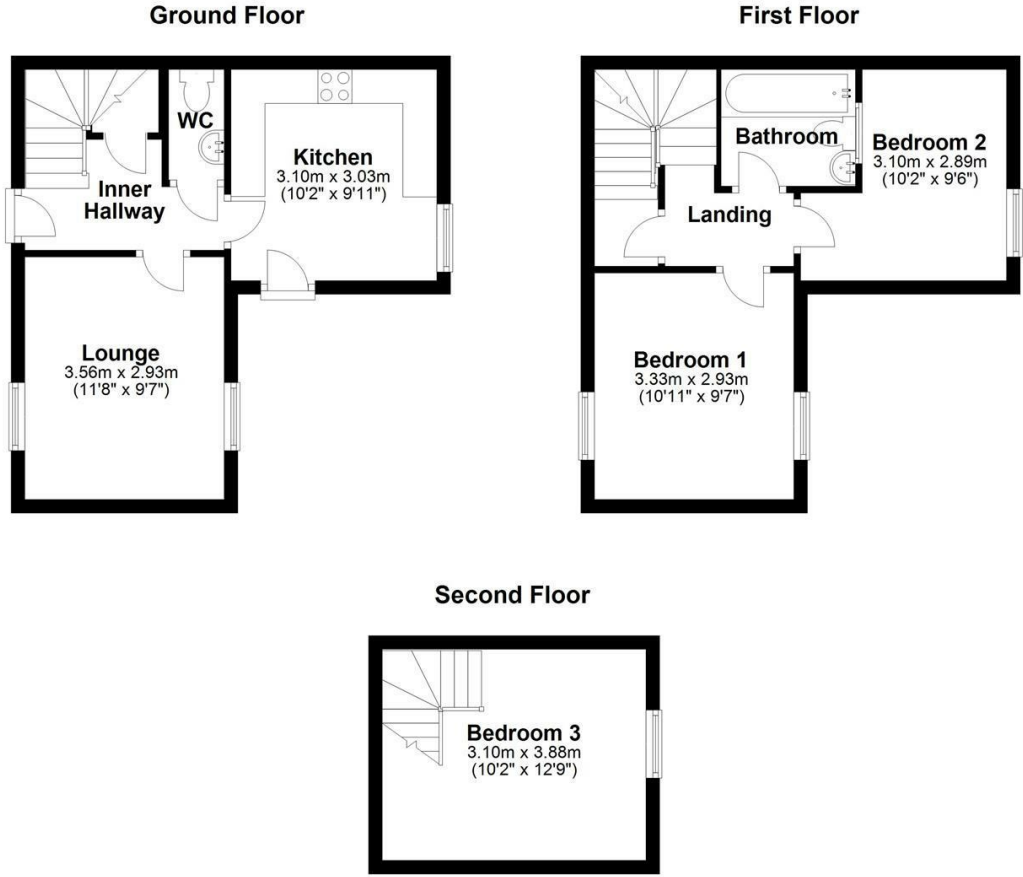 Ground Floor
First Floor
WC
Kitchen
3.10m x 3.03m
(10'2" x 9'11")
Inner
Hallway
Lounge
3.56m x 2.93m
(11'8" x 9'7")
Bathroom
Bedroom 2
3.10m x 2.89m
(10'2" x 9'6")
Landing
Bedroom 1
3.33m x 2.93m
(10'11" x 9'7")
Second Floor
Bedroom 3
3.10m x 3.88m
(10'2" x 12'9")